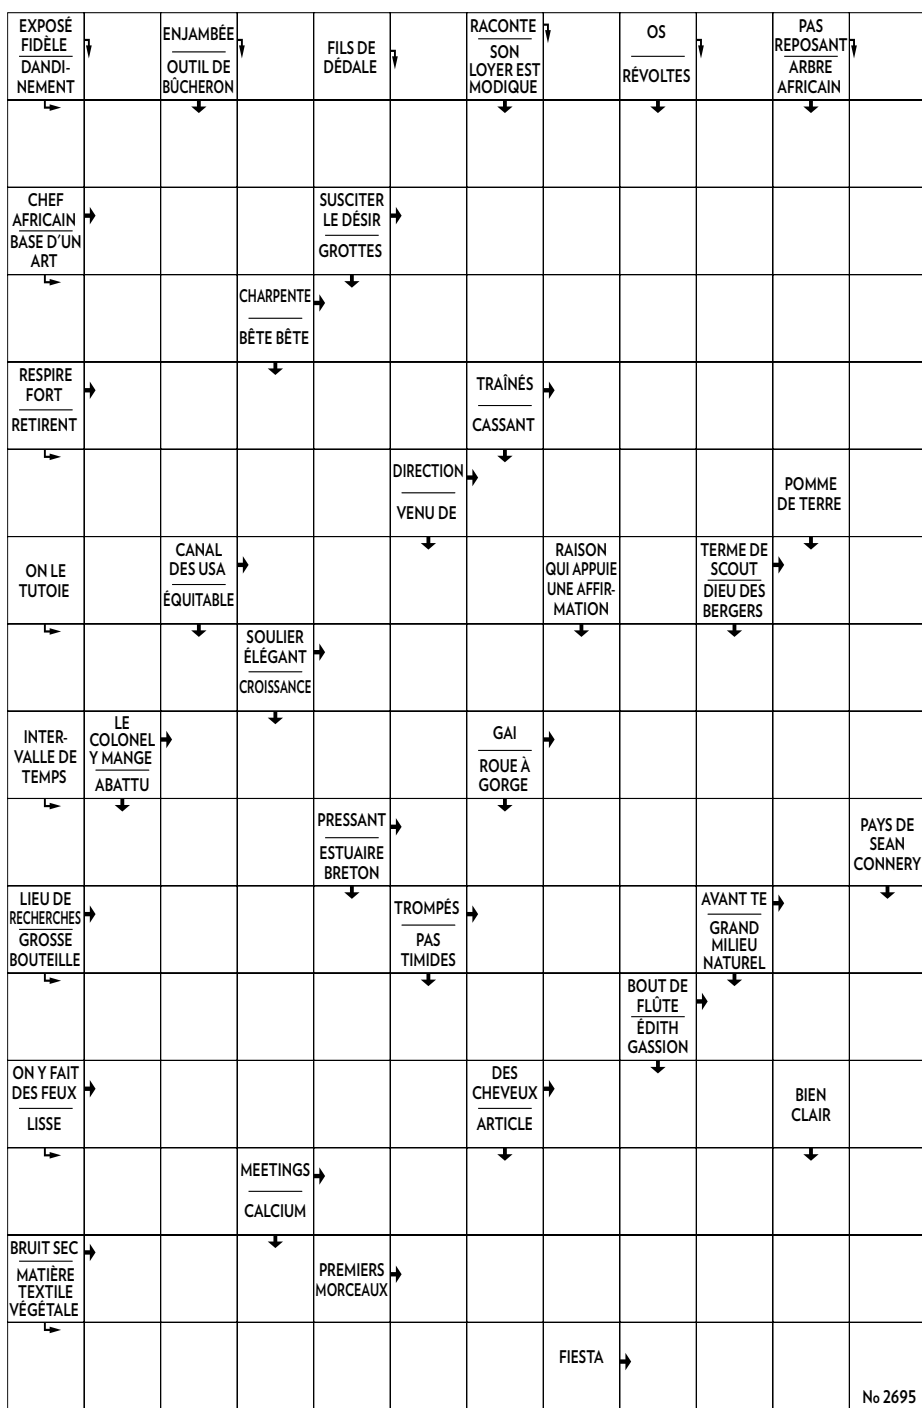 EXPOSÉ
FIDÈLE
DANDI-
NEMENT
ENJAMBÉE
OUTIL DE
BÛCHERON
FILS DE
DÉDALE
RACONTE
SON
LOYER EST
MODIQUE
OS
RÉVOLTES
PAS
REPOSANT
ARBRE
AFRICAIN
CHEF
AFRICAIN
BASE D'UN
ART
SUSCITER
LE DÉSIR
GROTTES
CHARPENTE
BÊTE BÊTE
RESPIRE
FORT
RETIRENT
TRAÎNÉS
CASSANT
DIRECTION
VENU DE
POMME
DE TERRE
ON LE
TUTOIE
CANAL
DES USA
ÉQUITABLE
RAISON
QUI APPUIE
UNE AFFIR-
MATION
TERME DE
SCOUT
DIEU DES
BERGERS
SOULIER
ÉLÉGANT
CROISSANCE
INTER-
VALLE DE
TEMPS
LE
COLONEL
Y MANGE
ABATTU
GAI
ROUE À
GORGE
PRESSANT
ESTUAIRE
BRETON
PAYS DE
SEAN
CONNERY
LIEU DE
RECHERCHES
GROSSE
BOUTEILLE
TROMPÉS
PAS
TIMIDES
AVANT TE
GRAND
MILIEU
NATUREL
BOUT DE
FLÛTE
ÉDITH
GASSION
ON Y FAIT
DES FEUX
LISSE
DES
CHEVEUX
ARTICLE
BIEN
CLAIR
MEETINGS
CALCIUM
BRUIT SEC
MATIÈRE
TEXTILE
VÉGÉTALE
PREMIERS
MORCEAUX
FIESTA
No 2695